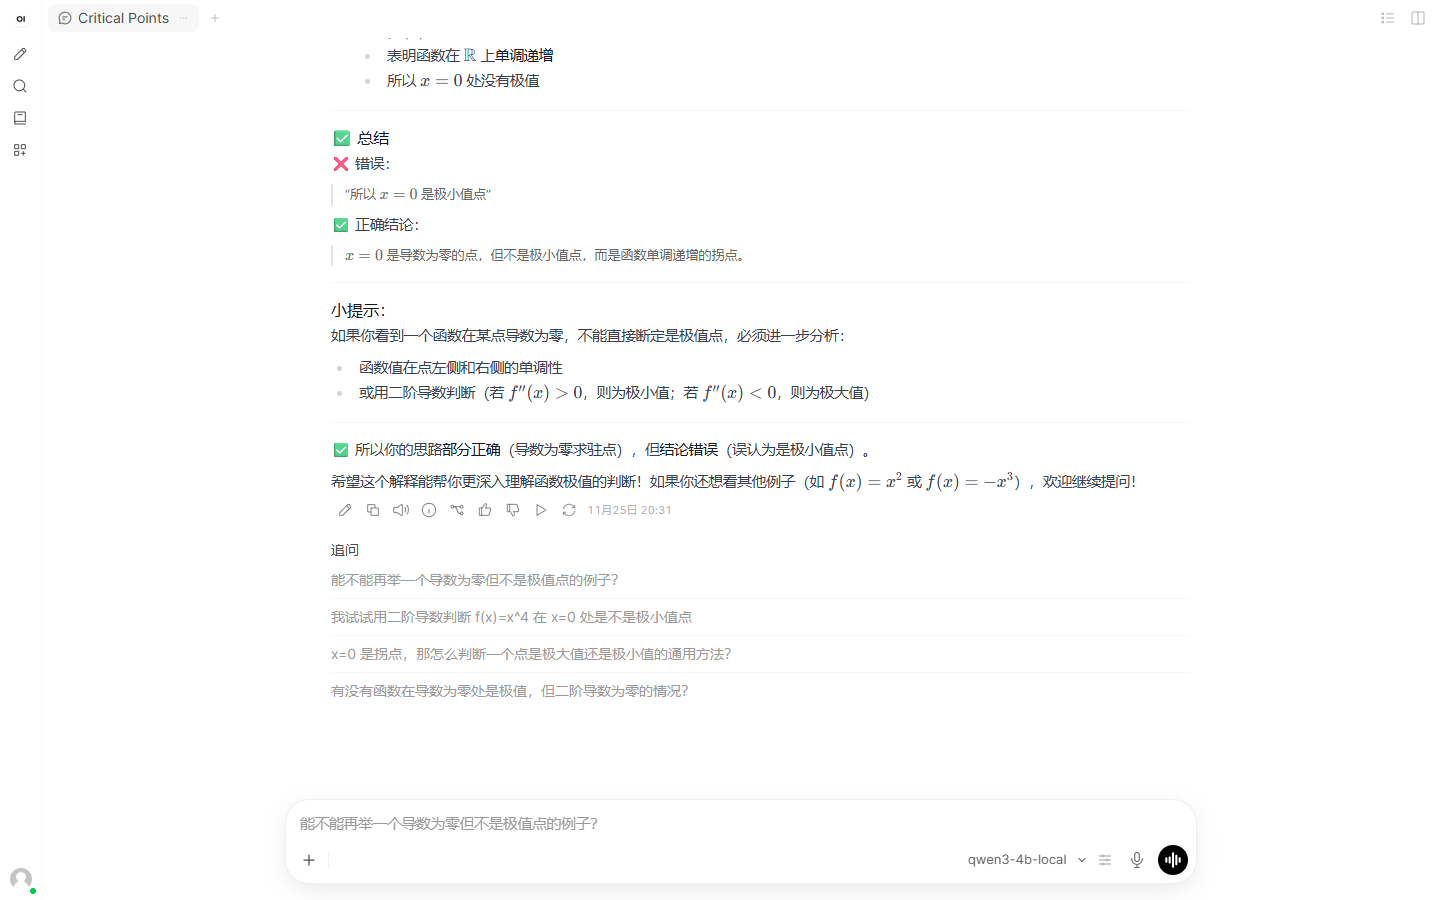 OI
Critical Points
表明函数在 ℝ 上单调递增
所以 x = 0 处没有极值
✅ 总结
❌ 错误：
“所以 x = 0 是极小值点”
✅ 正确结论：
x = 0 是导数为零的点，但不是极小值点，而是函数单调递增的拐点。
小提示：
如果你看到一个函数在某点导数为零，不能直接断定是极值点，必须进一步分析：
函数值在点左侧和右侧的单调性
或用二阶导数判断（若 f″(x) > 0，则为极小值；若 f″(x) < 0，则为极大值）
✅ 所以你的思路部分正确（导数为零求驻点），但结论错误（误认为是极小值点）。
希望这个解释能帮你更深入理解函数极值的判断！如果你还想看其他例子（如 f(x) = x² 或 f(x) = −x³），欢迎继续提问！
11月25日 20:31
追问
能不能再举一个导数为零但不是极值点的例子？
我试试用二阶导数判断 f(x)=x^4 在 x=0 处是不是极小值点
x=0 是拐点，那怎么判断一个点是极大值还是极小值的通用方法？
有没有函数在导数为零处是极值，但二阶导数为零的情况？
能不能再举一个导数为零但不是极值点的例子？
qwen3-4b-local